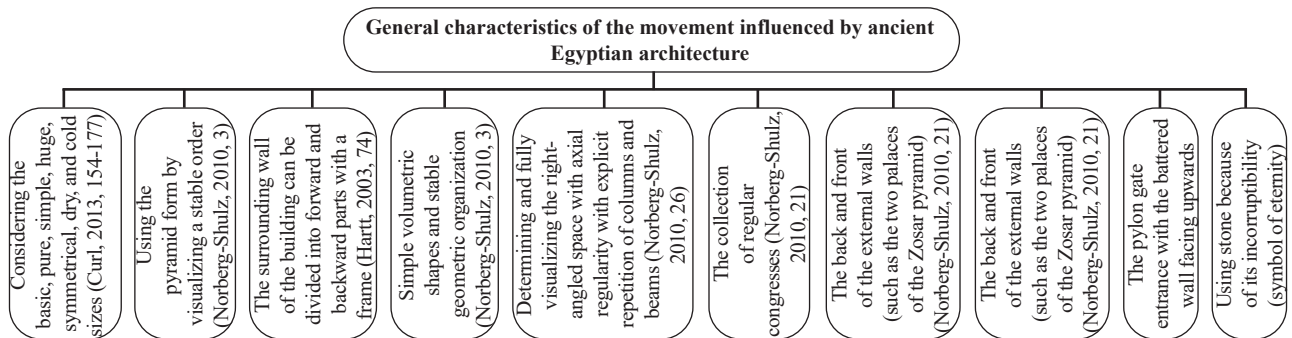 General characteristics of the movement influenced by ancient
Egyptian architecture
Considering the
basic, pure, simple, huge,
symmetrical, dry, and cold
sizes (Curl, 2013, 154-177)
Using the
pyramid form by
visualizing a stable order
(Norberg-Shulz, 2010, 3)
The surrounding wall
of the building can be
divided into forward and
backward parts with a
frame (Hartt, 2003, 74)
Simple volumetric
shapes and stable
geometric organization
(Norberg-Shulz, 2010, 3)
Determining and fully
visualizing the right-
angled space with axial
regularity with explicit
repetition of columns and
beams (Norberg-Shulz,
2010, 26)
The collection
of regular
congresses (Norberg-Shulz,
2010, 21)
The back and front
of the external walls
(such as the two palaces
of the Zosar pyramid)
(Norberg-Shulz, 2010, 21)
The back and front
of the external walls
(such as the two palaces
of the Zosar pyramid)
(Norberg-Shulz, 2010, 21)
The pylon gate
entrance with the battered
wall facing upwards
Using stone because
of its incorruptibility
(symbol of eternity)